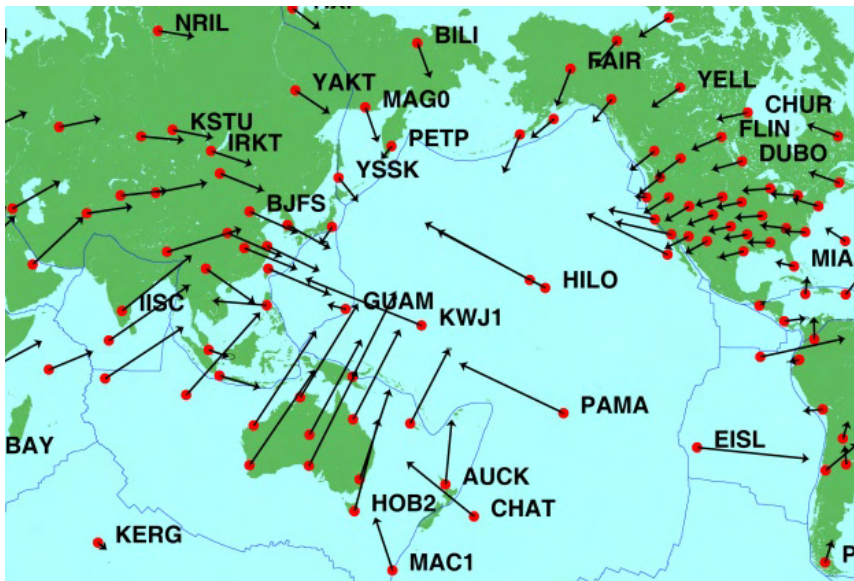 NRIL
BILI
FAIR
YAKT
MAG0
YELL
CHUR
KSTU
IRKT
PETP
FLIN
DUBO
YSSK
BJFS
MIA
HILO
IISC
GUAM
KWJ1
PAMA
BAY
EISL
AUCK
HOB2
CHAT
KERG
MAC1
P